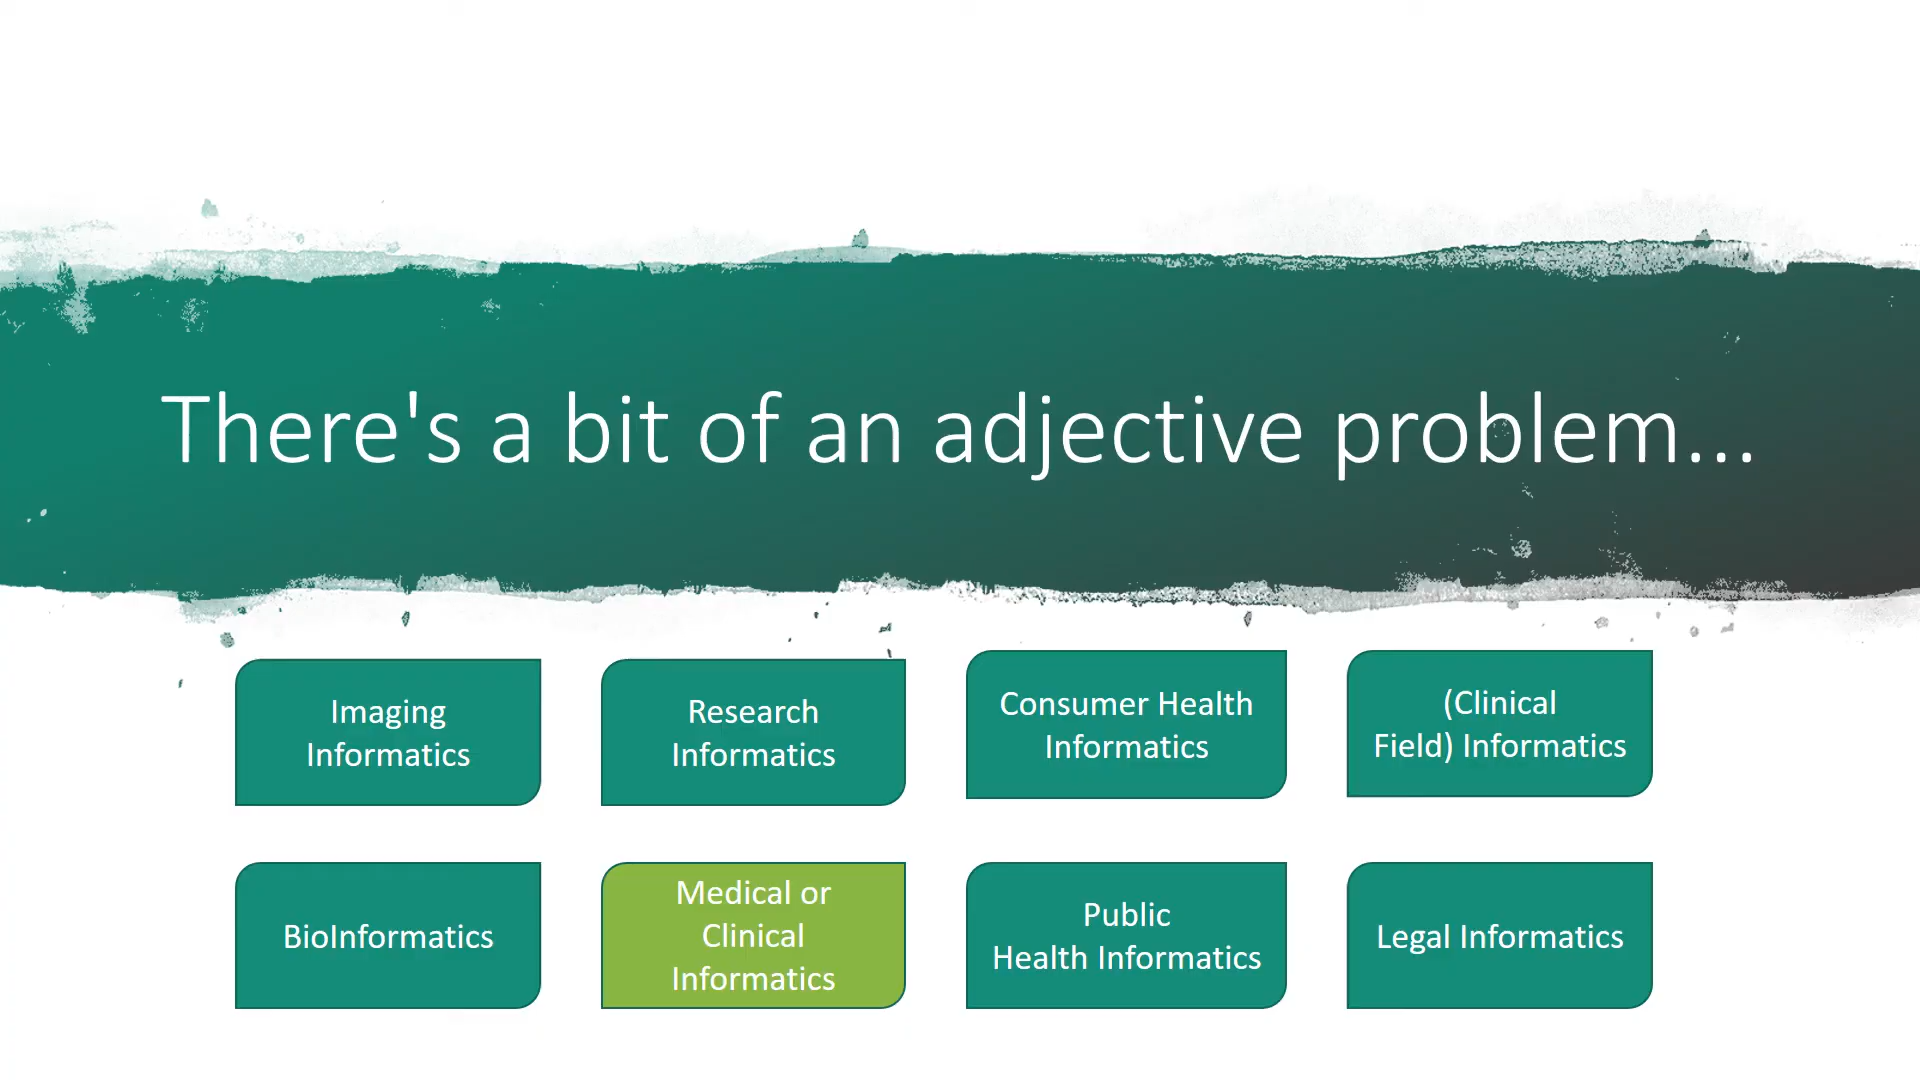 There's a bit of an adjective problem...
Imaging
Informatics
Research
Informatics
Consumer Health
Informatics
(Clinical
Field) Informatics
BioInformatics
Medical or
Clinical
Informatics
Public
Health Informatics
Legal Informatics